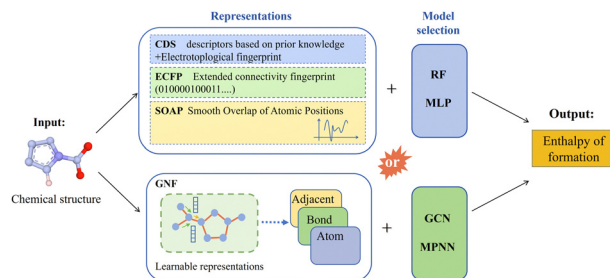 Representations
Model
selection
CDS descriptors based on prior knowledge
+Electrotoplogical fingerprint
ECFP Extended connectivity fingerprint
(010000100011....)
SOAP Smooth Overlap of Atomic Positions
+
RF
MLP
Input:
Chemical structure
or
Output:
Enthalpy of
formation
GNF
Learnable representations
Adjacent
Bond
Atom
+
GCN
MPNN